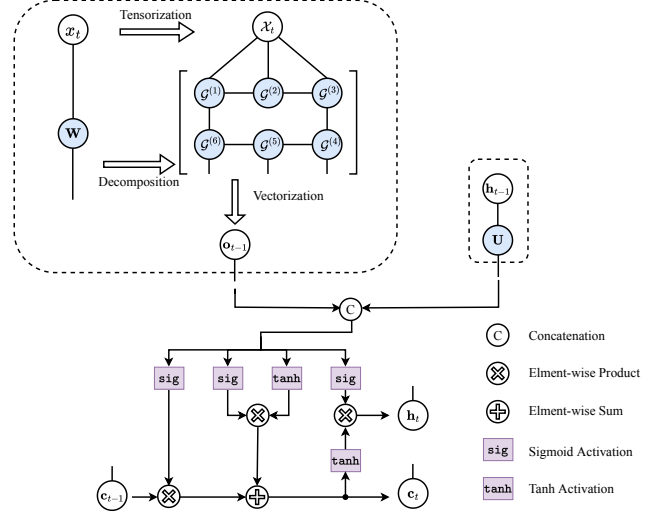 Tensorization
x_t
𝒳_t
𝒢^(1) 𝒢^(2) 𝒢^(3)
W
𝒢^(6) 𝒢^(5) 𝒢^(4)
Decomposition
Vectorization
h_{t−1}
o_{t−1}
U
C
C Concatenation
sig sig tanh sig
Elment-wise Product
h_t
Elment-wise Sum
tanh
sig Sigmoid Activation
c_{t−1}
c_t
tanh Tanh Activation